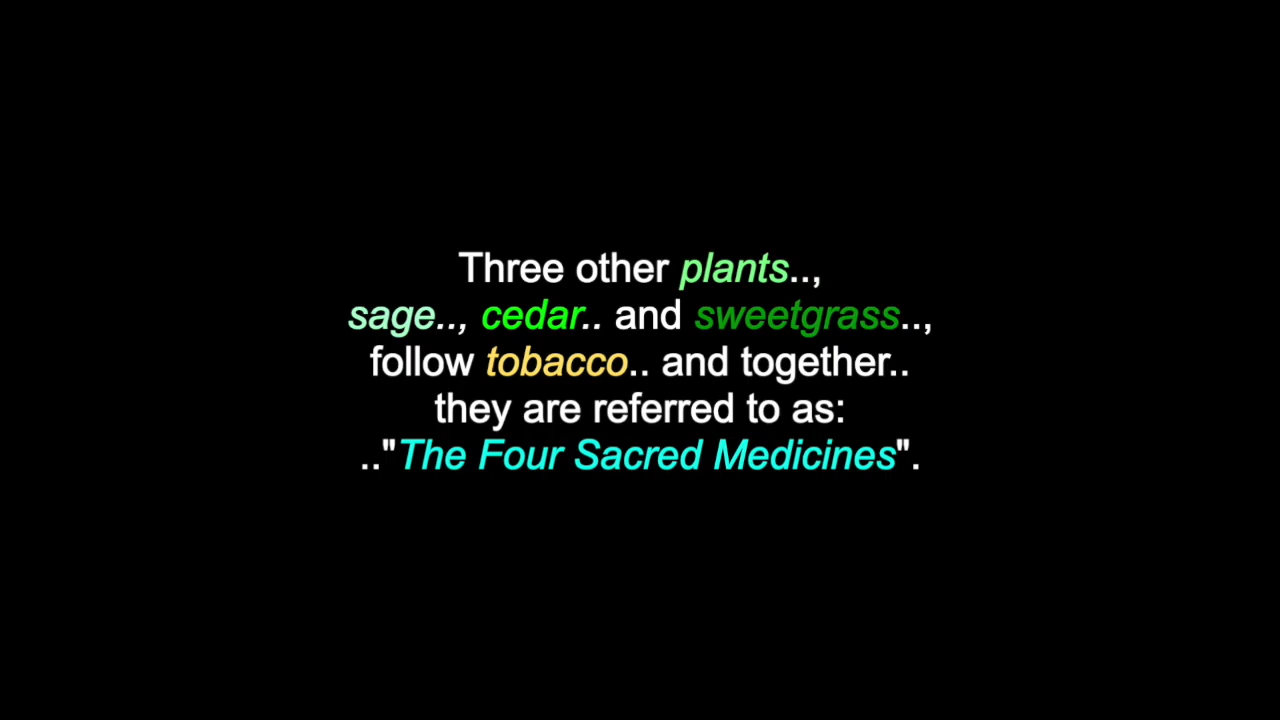 Three other plants..,
sage.., cedar.. and sweetgrass..,
follow tobacco.. and together..
they are referred to as:
.."The Four Sacred Medicines".